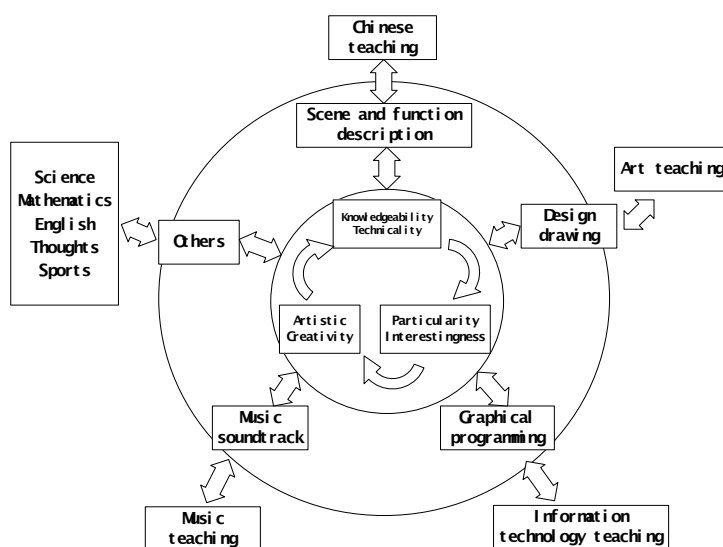 Chinese
teaching
Scene and function
description
Art teaching
Science
Mathematics
English
Thoughts
Sports
Others
Knowledgeability
Technicality
Design
drawing
Artistic
Creativity
Particularity
Interestingness
Music
soundtrack
Graphical
programming
Music
teaching
Information
technology teaching